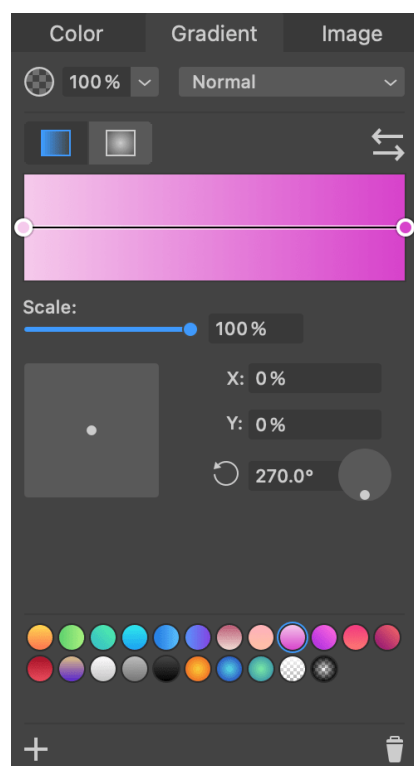 Color Gradient Image
100% Normal
Scale:
100%
X: 0%
Y: 0%
270.0°